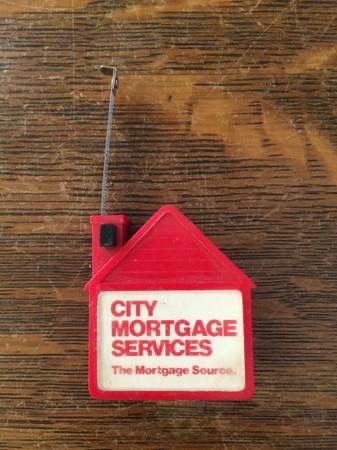 CITY
MORTGAGE
SERVICES
The Mortgage Source.